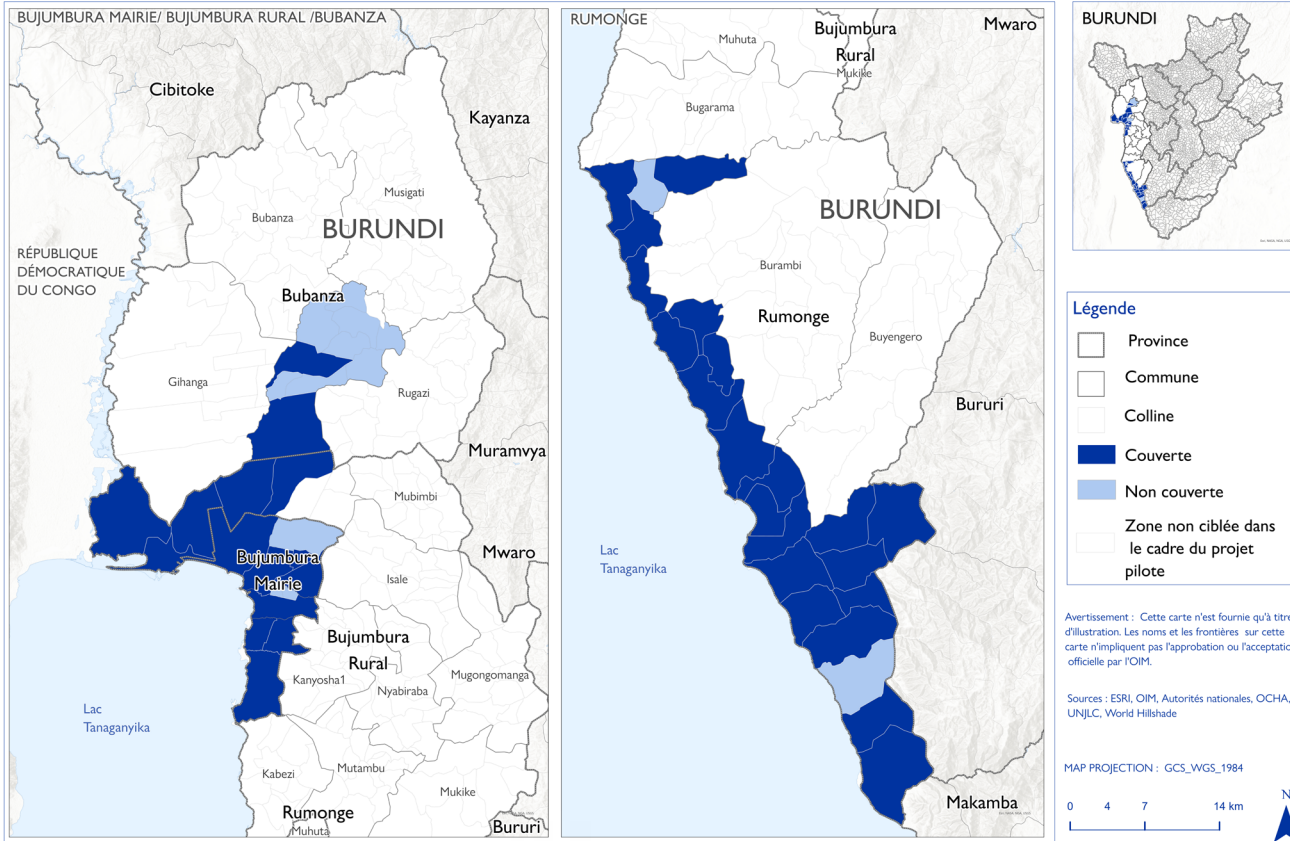 BUJUMBURA MAIRIE/ BUJUMBURA RURAL /BUBANZA
Cibitoke
Kayanza
Musigati
Bubanza
BURUNDI
RÉPUBLIQUE
DÉMOCRATIQUE
DU CONGO
Bubanza
Gihanga
Rugazi
Muramvya
Mubimbi
Mwaro
Bujumbura
Mairie
Isale
Bujumbura
Rural
Kanyosha1
Nyabiraba
Mugongomanga
Lac
Tanaganyika
Kabezi
Mutambu
Mukike
Rumonge
Muhuta
Bururi
RUMONGE
Muhuta
Bujumbura
Rural
Mukike
Mwaro
Bugarama
BURUNDI
Burambi
Rumonge
Buyengero
Bururi
Lac
Tanaganyika
Makamba
BURUNDI
Légende
Province
Commune
Colline
Couverte
Non couverte
Zone non ciblée dans
le cadre du projet
pilote
Avertissement : Cette carte n'est fournie qu'à titre
d'illustration. Les noms et les frontières sur cette
carte n'impliquent pas l'approbation ou l'acceptatio
officielle par l'OIM.
Sources : ESRI, OIM, Autorités nationales, OCHA,
UNJLC, World Hillshade
MAP PROJECTION : GCS_WGS_1984
0 4 7 14 km
N